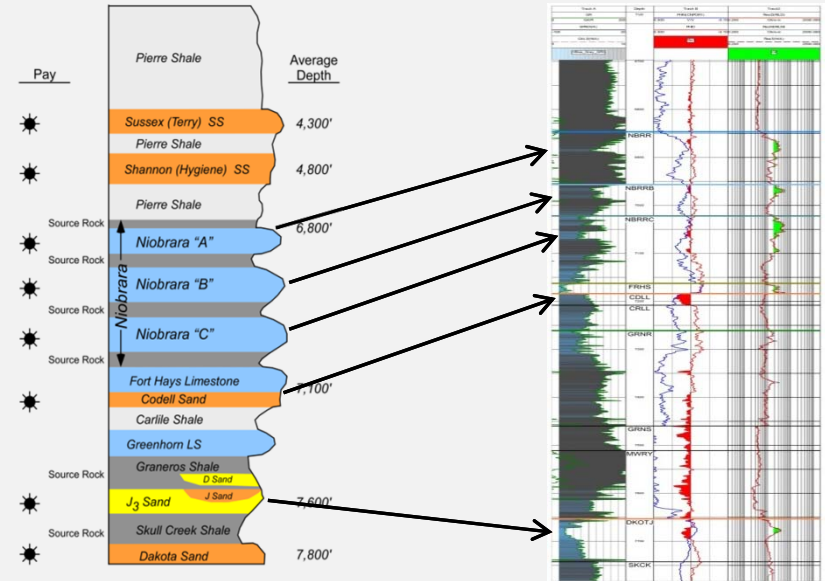 Pay
Average
Depth
Pierre Shale
Sussex (Terry) SS
4,300'
Pierre Shale
Shannon (Hygiene) SS
4,800'
Pierre Shale
Source Rock
6,800'
Niobrara
Niobrara “A”
Source Rock
Niobrara “B”
Source Rock
Niobrara “C”
Source Rock
Fort Hays Limestone
7,100'
Codell Sand
Carlile Shale
Greenhorn LS
Graneros Shale
Source Rock
D Sand
J Sand
J3 Sand
7,600'
Source Rock
Skull Creek Shale
Dakota Sand
7,800'
Track A
Depth
Track B
NBRR
NBRRB
NBRRC
FRHS
CDLL
CRLL
GRNR
GRNS
MWRY
DKOTJ
SKCK